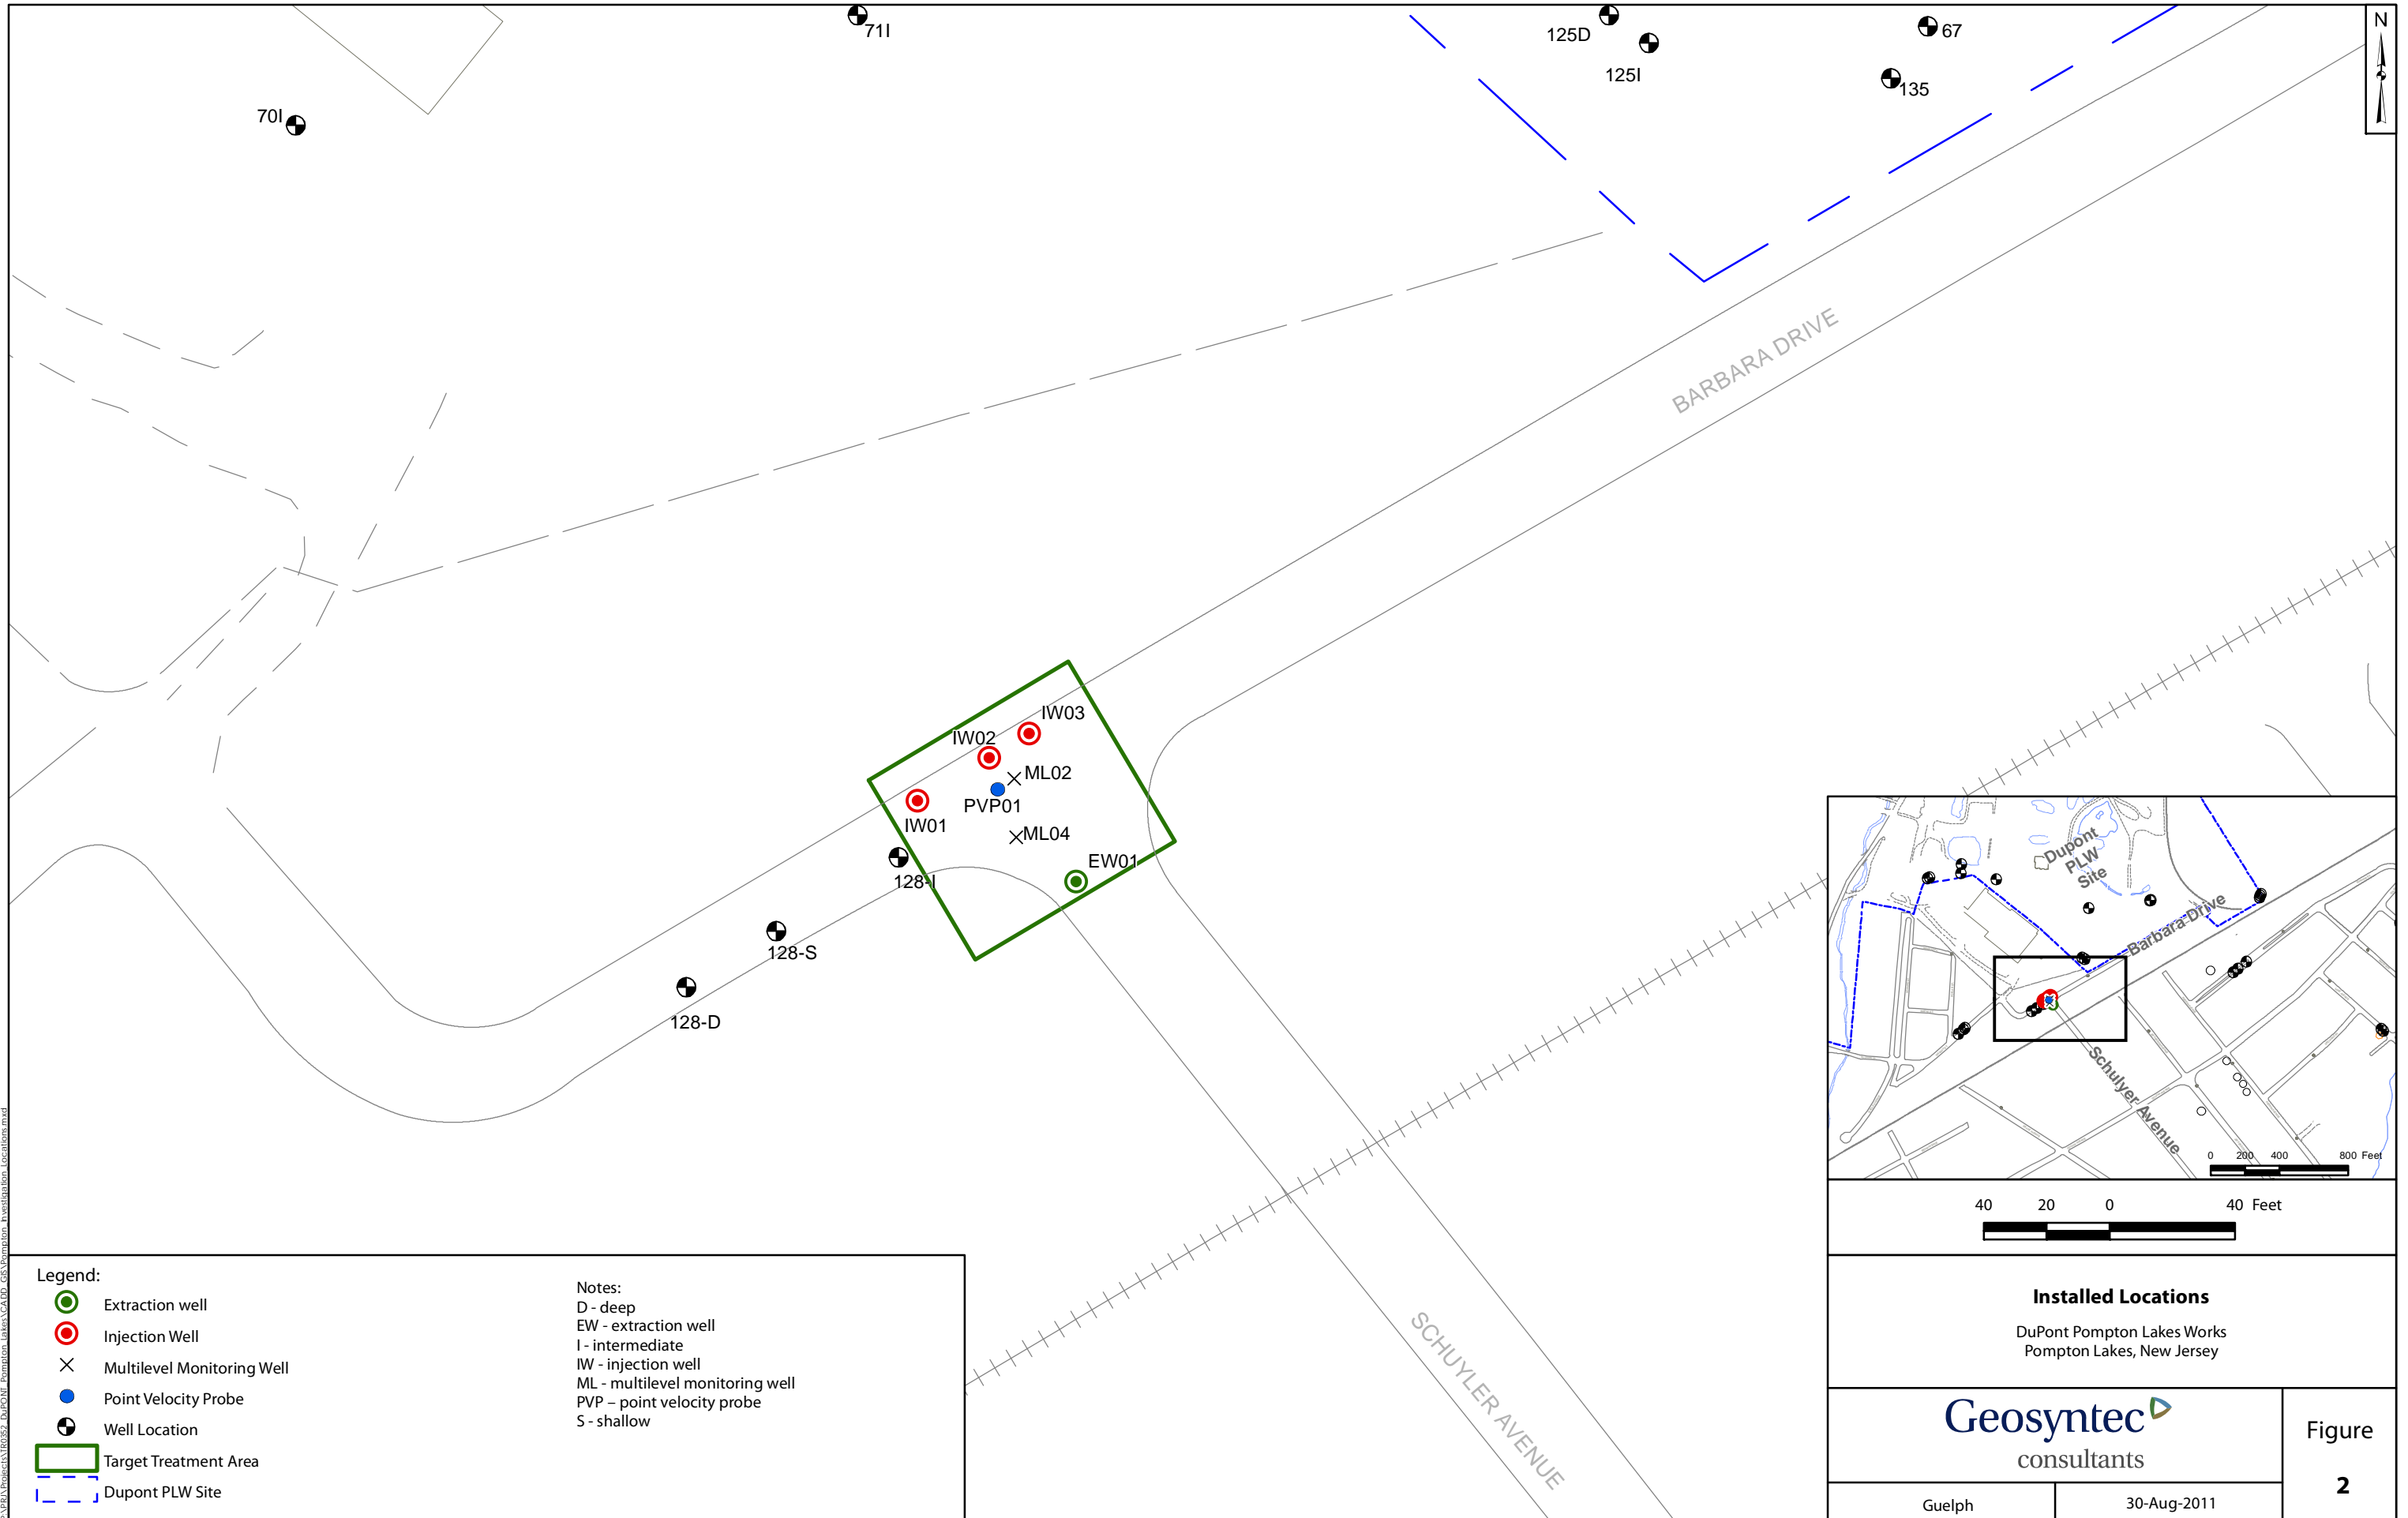 71I
125D
67
N
125I
135
70I
BARBARA DRIVE
IW03
IW02
ML02
PVP01
IW01
ML04
EW01
128-I
128-S
128-D
SCHUYLER AVENUE
Dupont
PLW
Site
Barbara Drive
Schulyer Avenue
0 200 400 800 Feet
40 20 0 40 Feet
Legend:
Extraction well
Injection Well
Multilevel Monitoring Well
Point Velocity Probe
Well Location
Target Treatment Area
Dupont PLW Site
Notes:
D - deep
EW - extraction well
I - intermediate
IW - injection well
ML - multilevel monitoring well
PVP – point velocity probe
S - shallow
Installed Locations
DuPont Pompton Lakes Works
Pompton Lakes, New Jersey
Geosyntec
consultants
Figure
2
Guelph
30-Aug-2011